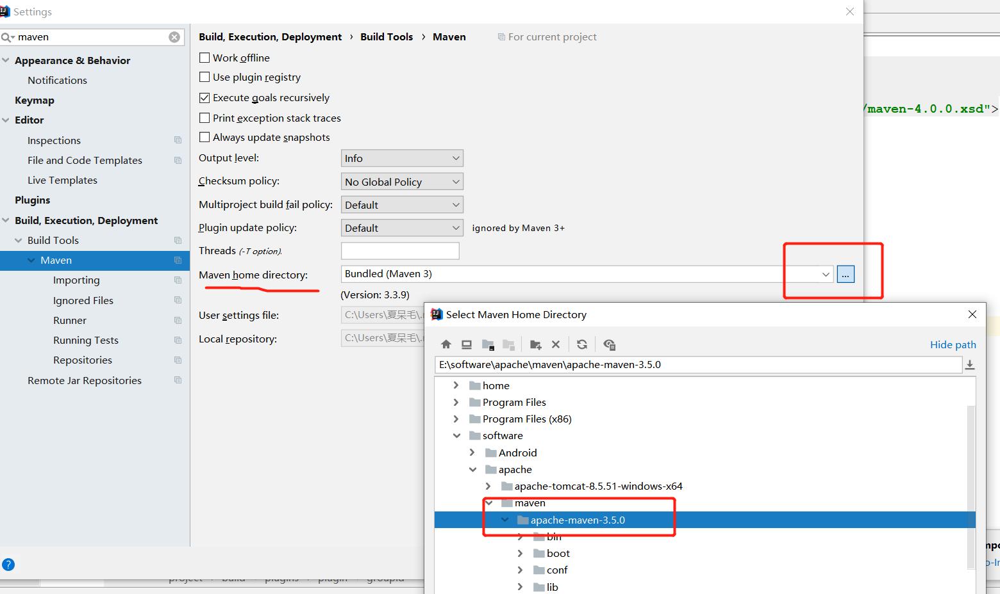 Settings
maven
Appearance & Behavior
Notifications
Keymap
Editor
Inspections
File and Code Templates
Live Templates
Plugins
Build, Execution, Deployment
Build Tools
Maven
Importing
Ignored Files
Runner
Running Tests
Repositories
Remote Jar Repositories
Build, Execution, Deployment › Build Tools › Maven For current project
Work offline
Use plugin registry
Execute goals recursively
Print exception stack traces
Always update snapshots
Output level: Info
Checksum policy: No Global Policy
Multiproject build fail policy: Default
Plugin update policy: Default ignored by Maven 3+
Threads (-T option).
Maven home directory: Bundled (Maven 3) ...
(Version: 3.3.9)
User settings file: C:\Users\夏呆毛\.
Local repository: C:\Users\夏呆毛\.
/maven-4.0.0.xsd">
Select Maven Home Directory
Hide path
E:\software\apache\maven\apache-maven-3.5.0
home
Program Files
Program Files (x86)
software
Android
apache
apache-tomcat-8.5.51-windows-x64
maven
apache-maven-3.5.0
bin
boot
conf
lib
project › build › plugins › plugin › groupId